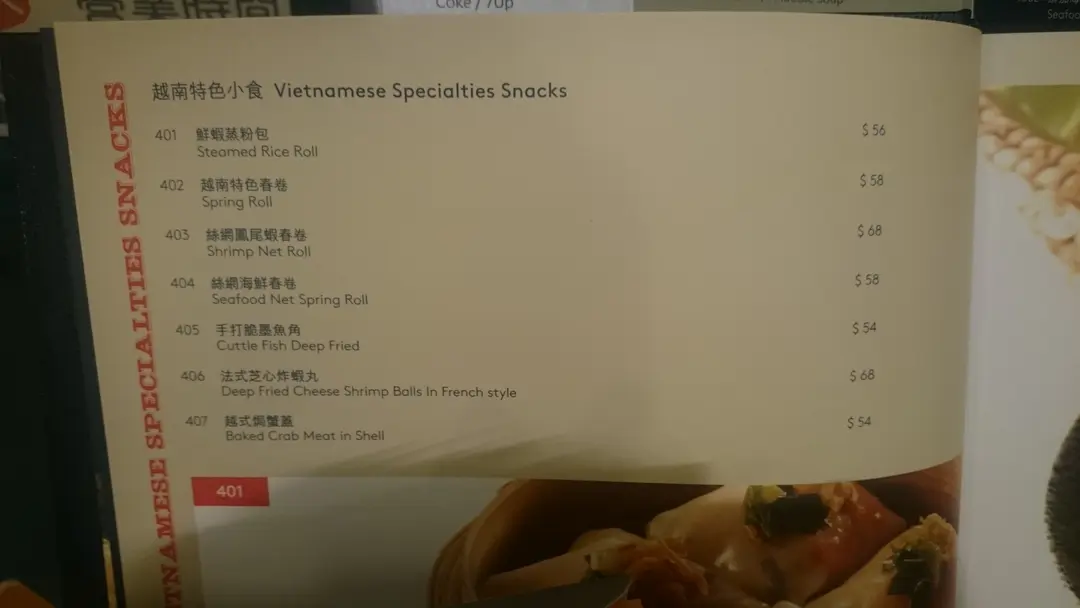 Coke / 7Up
越南特色小食 Vietnamese Specialties Snacks
401 鮮蝦蒸粉包 $ 56
Steamed Rice Roll
402 越南特色春卷 $ 58
Spring Roll
403 絲網鳳尾蝦春卷 $ 68
Shrimp Net Roll
404 絲網海鮮春卷 $ 58
Seafood Net Spring Roll
405 手打脆墨魚角 $ 54
Cuttle Fish Deep Fried
406 法式芝心炸蝦丸 $ 68
Deep Fried Cheese Shrimp Balls In French style
407 越式焗蟹蓋 $ 54
Baked Crab Meat in Shell
401
TNAMESE SPECIALTIES SNACKS